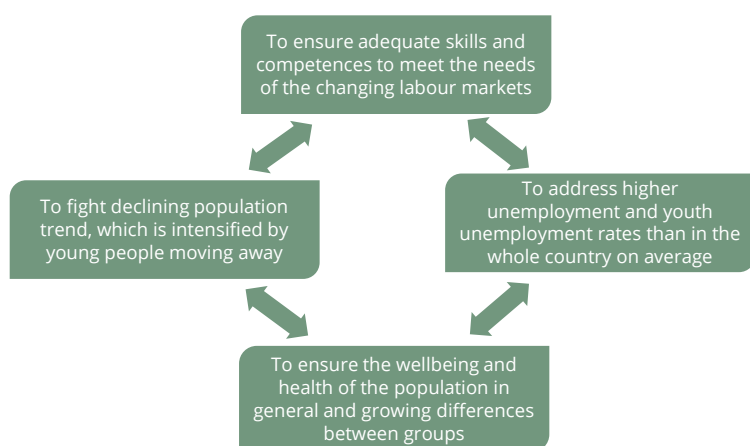 To ensure adequate skills and
competences to meet the needs
of the changing labour markets
To fight declining population
trend, which is intensified by
young people moving away
To address higher
unemployment and youth
unemployment rates than in the
whole country on average
To ensure the wellbeing and
health of the population in
general and growing differences
between groups